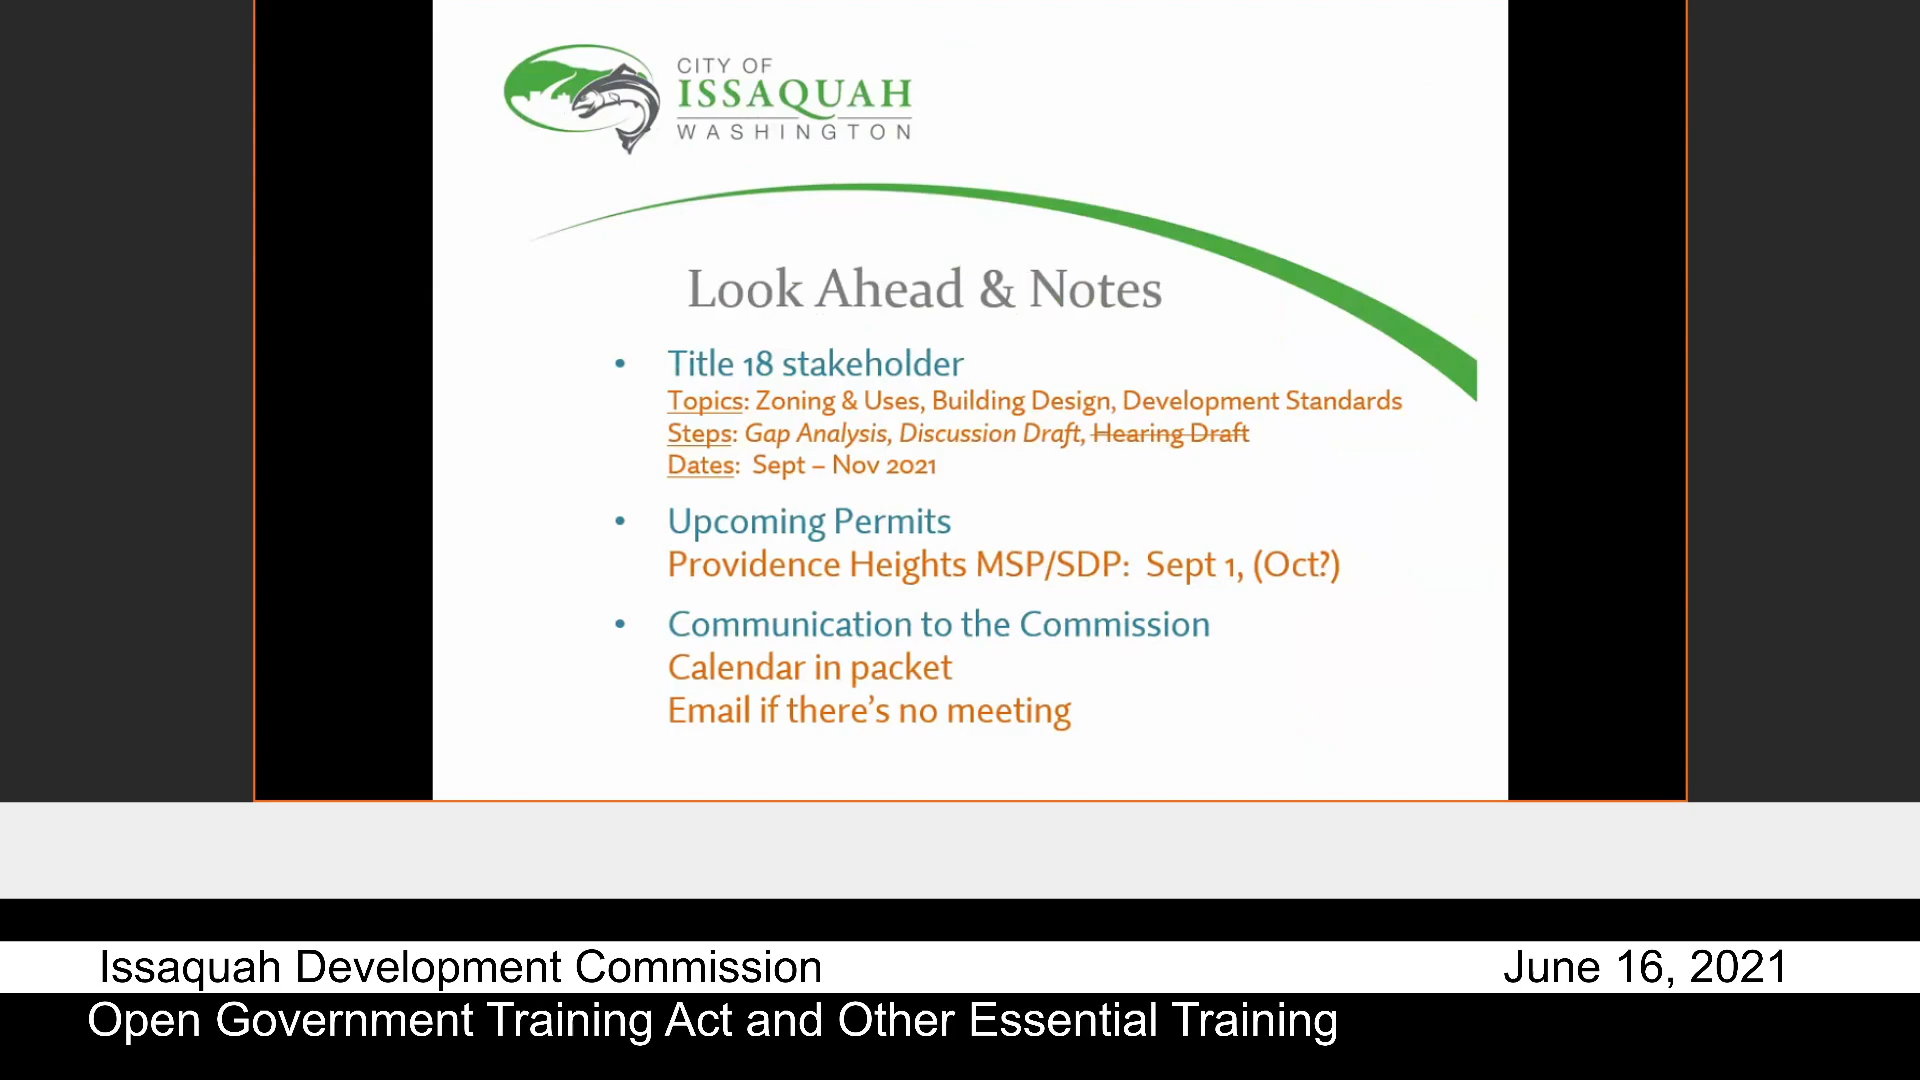 CITY OF
ISSAQUAH
WASHINGTON
Look Ahead & Notes
• Title 18 stakeholder
Topics: Zoning & Uses, Building Design, Development Standards
Steps: Gap Analysis, Discussion Draft, Hearing Draft
Dates: Sept – Nov 2021
• Upcoming Permits
Providence Heights MSP/SDP: Sept 1, (Oct?)
• Communication to the Commission
Calendar in packet
Email if there’s no meeting
Issaquah Development Commission June 16, 2021
Open Government Training Act and Other Essential Training